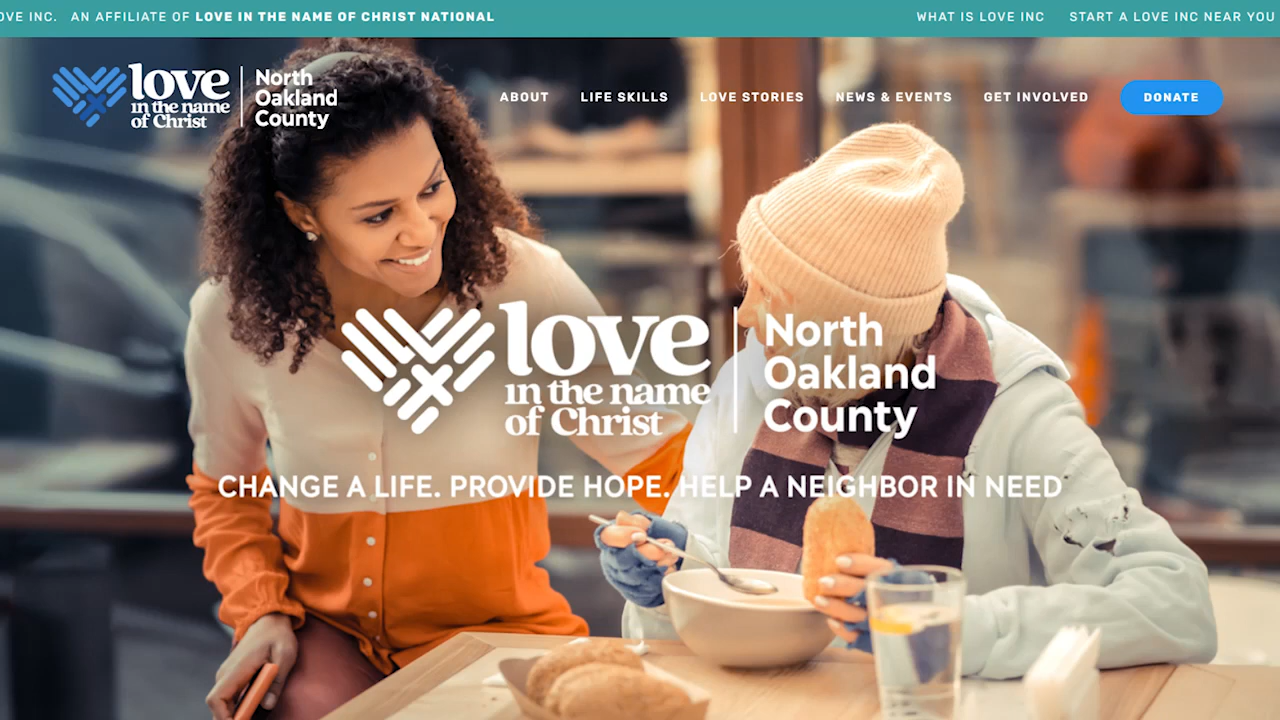 OVE INC. AN AFFILIATE OF LOVE IN THE NAME OF CHRIST NATIONAL
WHAT IS LOVE INC START A LOVE INC NEAR YOU
love
in the name
of Christ
North
Oakland
County
ABOUT LIFE SKILLS LOVE STORIES NEWS & EVENTS GET INVOLVED DONATE
love
in the name
of Christ
North
Oakland
County
CHANGE A LIFE. PROVIDE HOPE. HELP A NEIGHBOR IN NEED